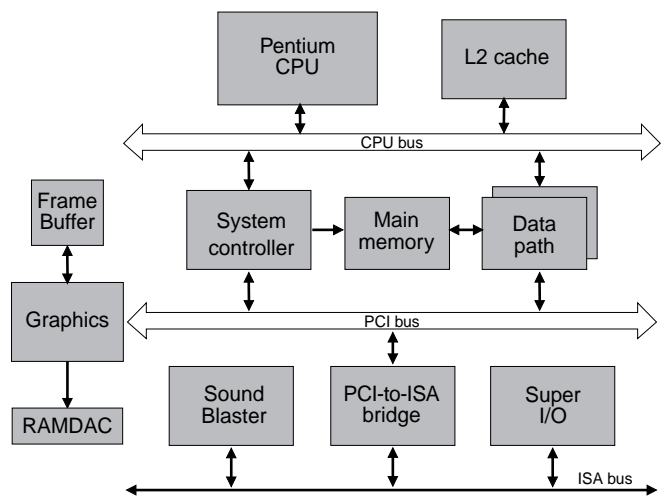 Pentium
CPU
L2 cache
CPU bus
Frame
Buffer
System
controller
Main
memory
Data
path
Graphics
PCI bus
RAMDAC
Sound
Blaster
PCI-to-ISA
bridge
Super
I/O
ISA bus